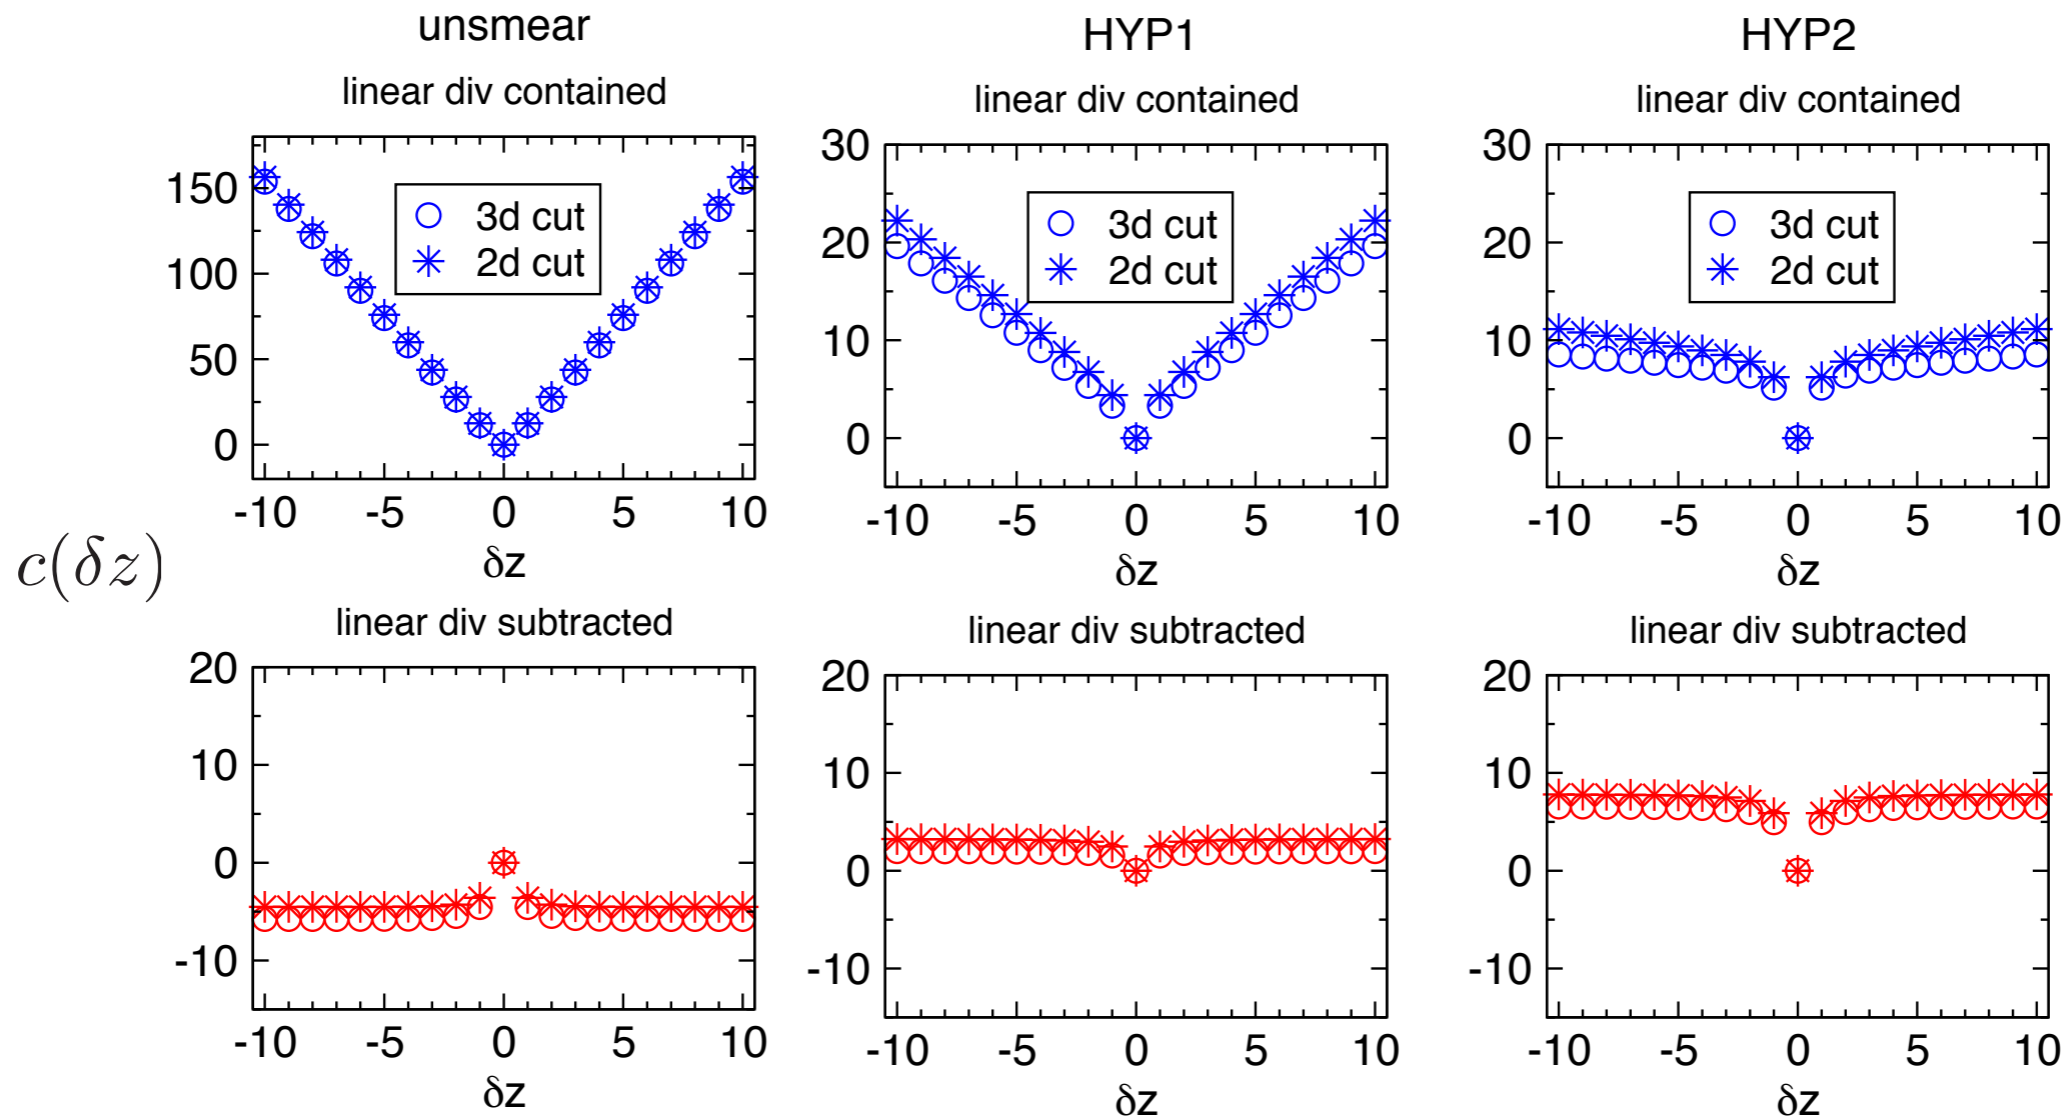 unsmear
HYP1
HYP2
linear div contained
linear div contained
linear div contained
150
100
50
0
3d cut
2d cut
-10 -5 0 5 10
δz
30
20
10
0
3d cut
2d cut
-10 -5 0 5 10
δz
30
20
10
0
3d cut
2d cut
-10 -5 0 5 10
δz
c(δz)
linear div subtracted
linear div subtracted
linear div subtracted
20
10
0
-10
-10 -5 0 5 10
δz
20
10
0
-10
-10 -5 0 5 10
δz
20
10
0
-10
-10 -5 0 5 10
δz